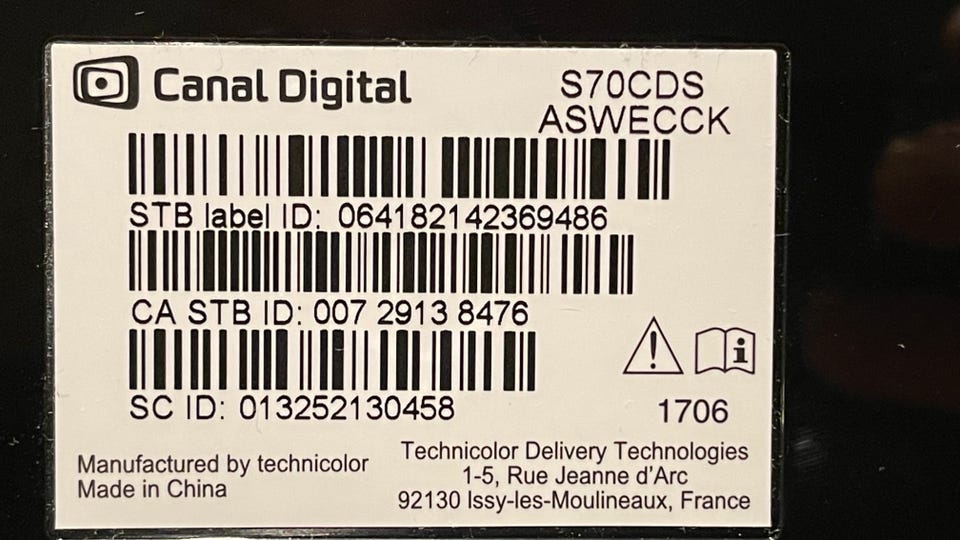 Canal Digital
S70CDS
ASWECCK
STB label ID: 064182142369486
CA STB ID: 007 2913 8476
SC ID: 013252130458
1706
Manufactured by technicolor
Made in China
Technicolor Delivery Technologies
1-5, Rue Jeanne d'Arc
92130 Issy-les-Moulineaux, France